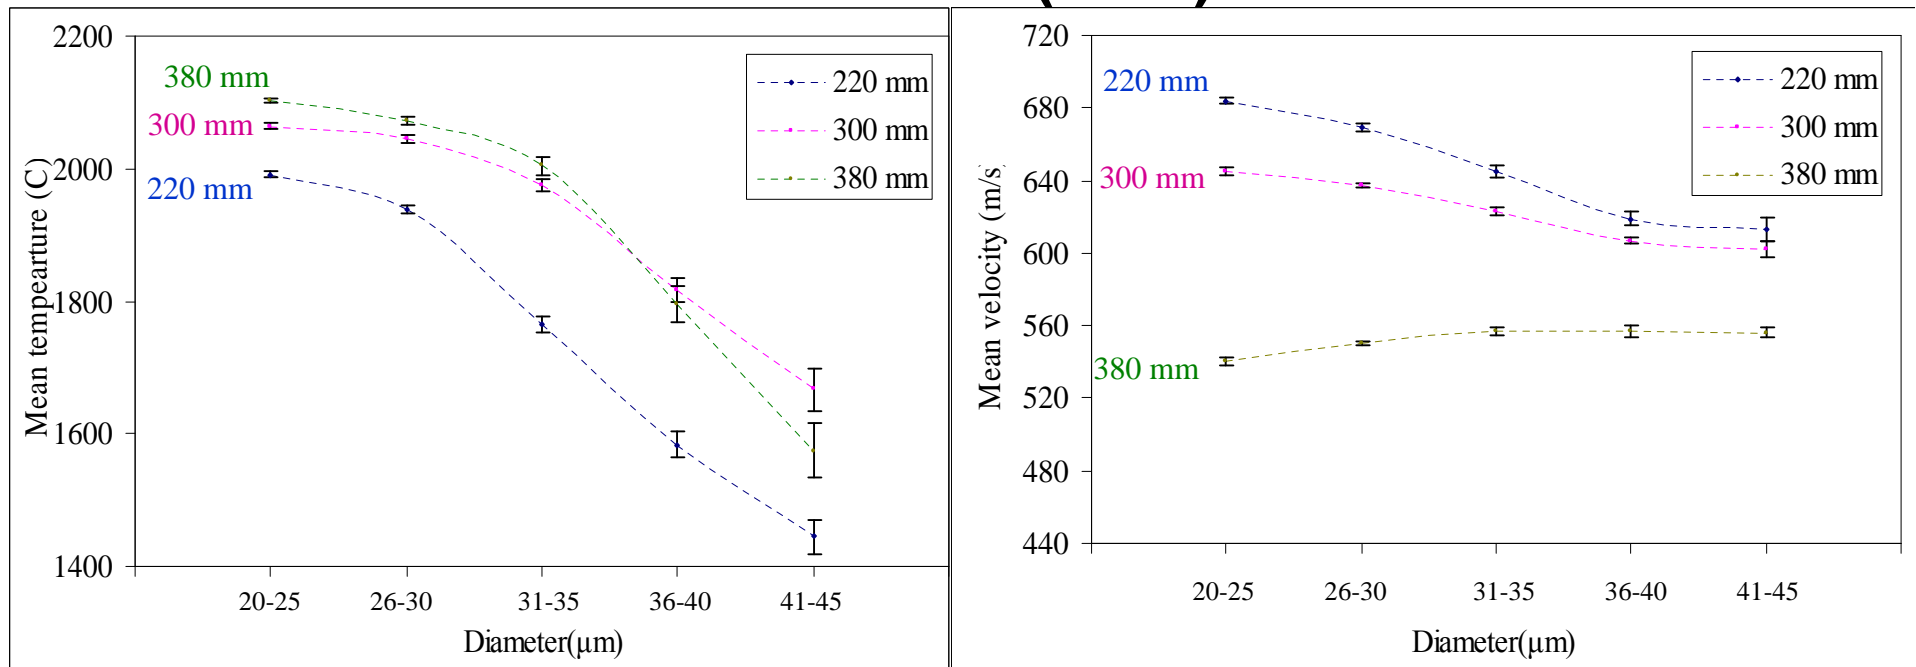 2200
2000
1800
1600
1400
Mean tempearture (C)
380 mm
300 mm
220 mm
220 mm
300 mm
380 mm
20-25
26-30
31-35
36-40
41-45
Diameter(µm)
720
680
640
600
560
520
480
440
Mean velocity (m/s)
220 mm
300 mm
380 mm
220 mm
300 mm
380 mm
20-25
26-30
31-35
36-40
41-45
Diameter(µm)